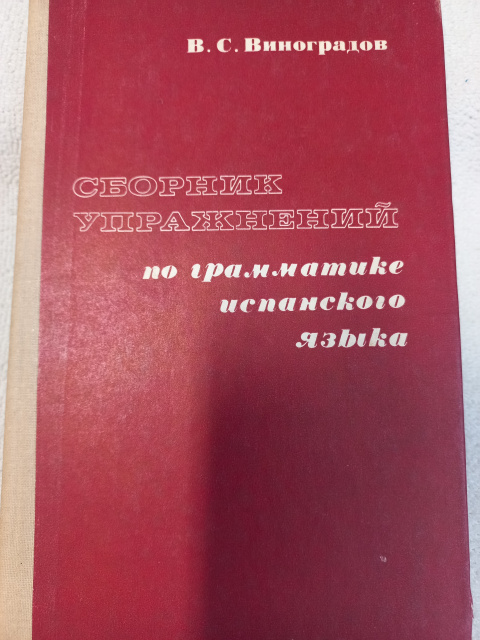 В. С. Виноградов
СБОРНИК
УПРАЖНЕНИЙ
по грамматике
испанского
языка